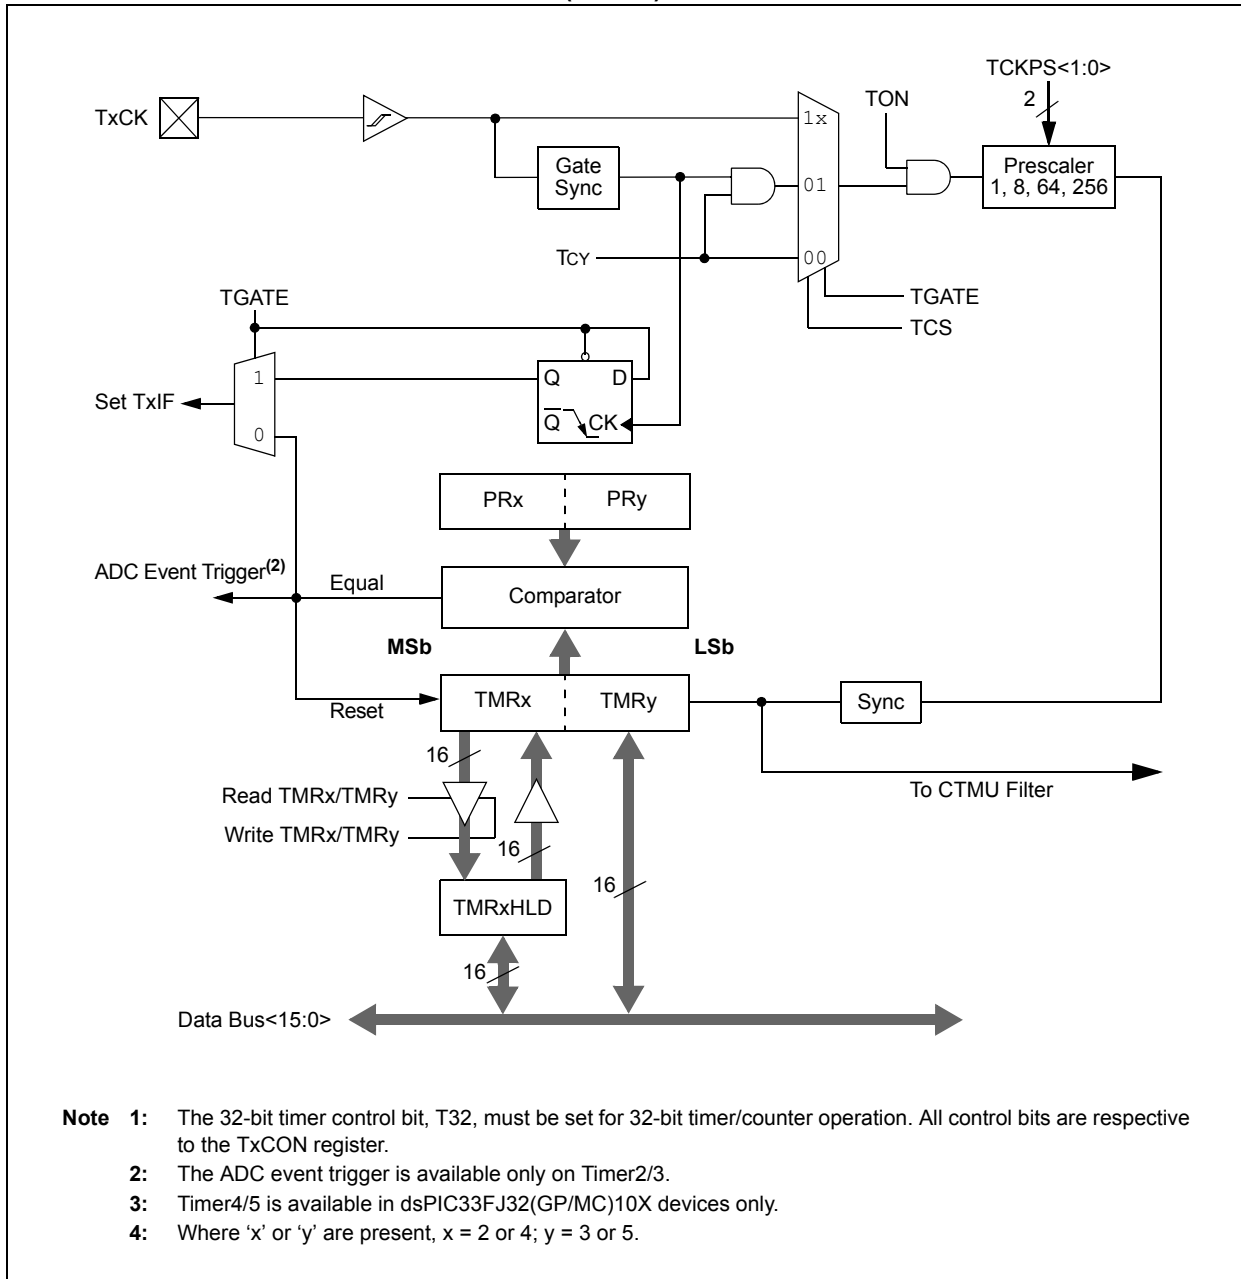 TCKPS<1:0>
2
TON
TxCK
1x
Gate
Sync
01
Prescaler
1, 8, 64, 256
TCY
00
TGATE
TCS
TGATE
1
Q D
Set TxIF
Q CK
0
PRx PRy
ADC Event Trigger(2)
Equal
Comparator
MSb LSb
TMRx TMRy
Sync
Reset
16
Read TMRx/TMRy
To CTMU Filter
Write TMRx/TMRy
16
16
TMRxHLD
16
Data Bus<15:0>
Note 1: The 32-bit timer control bit, T32, must be set for 32-bit timer/counter operation. All control bits are respective
to the TxCON register.
2: The ADC event trigger is available only on Timer2/3.
3: Timer4/5 is available in dsPIC33FJ32(GP/MC)10X devices only.
4: Where ‘x’ or ‘y’ are present, x = 2 or 4; y = 3 or 5.